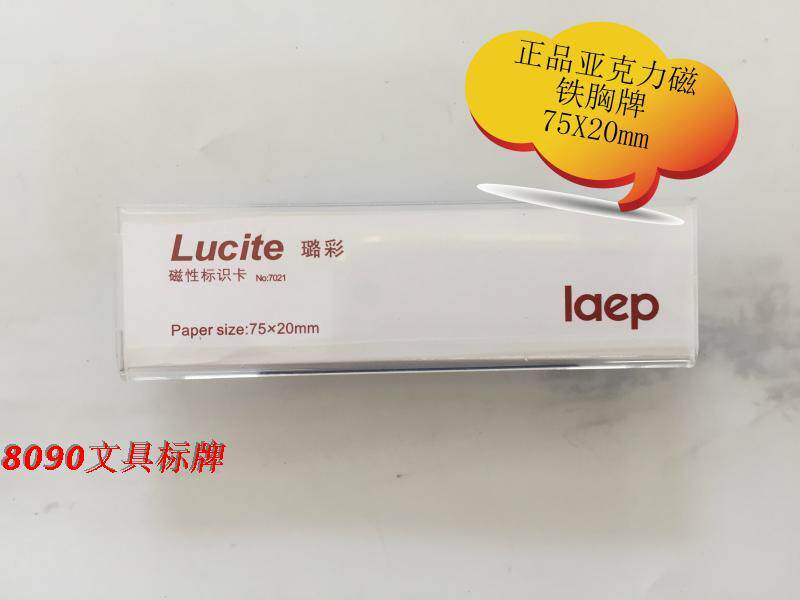 正品亚克力磁
铁胸牌
75X20mm
Lucite 璐彩
磁性标识卡 No:7021
laep
Paper size:75×20mm
8090文具标牌